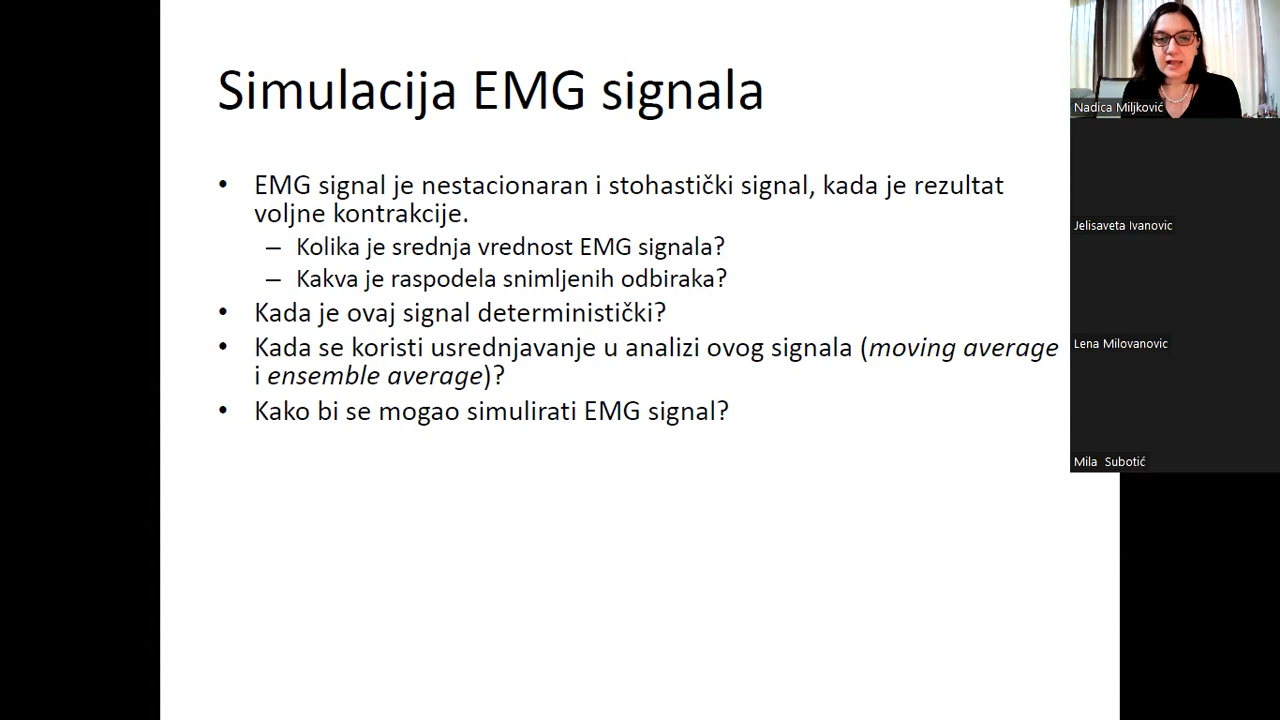 Simulacija EMG signala
• EMG signal je nestacionaran i stohastički signal, kada je rezultat
voljne kontrakcije.
– Kolika je srednja vrednost EMG signala?
– Kakva je raspodela snimljenih odbiraka?
• Kada je ovaj signal deterministički?
• Kada se koristi usrednjavanje u analizi ovog signala (moving average
i ensemble average)?
• Kako bi se mogao simulirati EMG signal?
Nadica Miljković
Jelisaveta Ivanovic
Lena Milovanovic
Mila Subotić